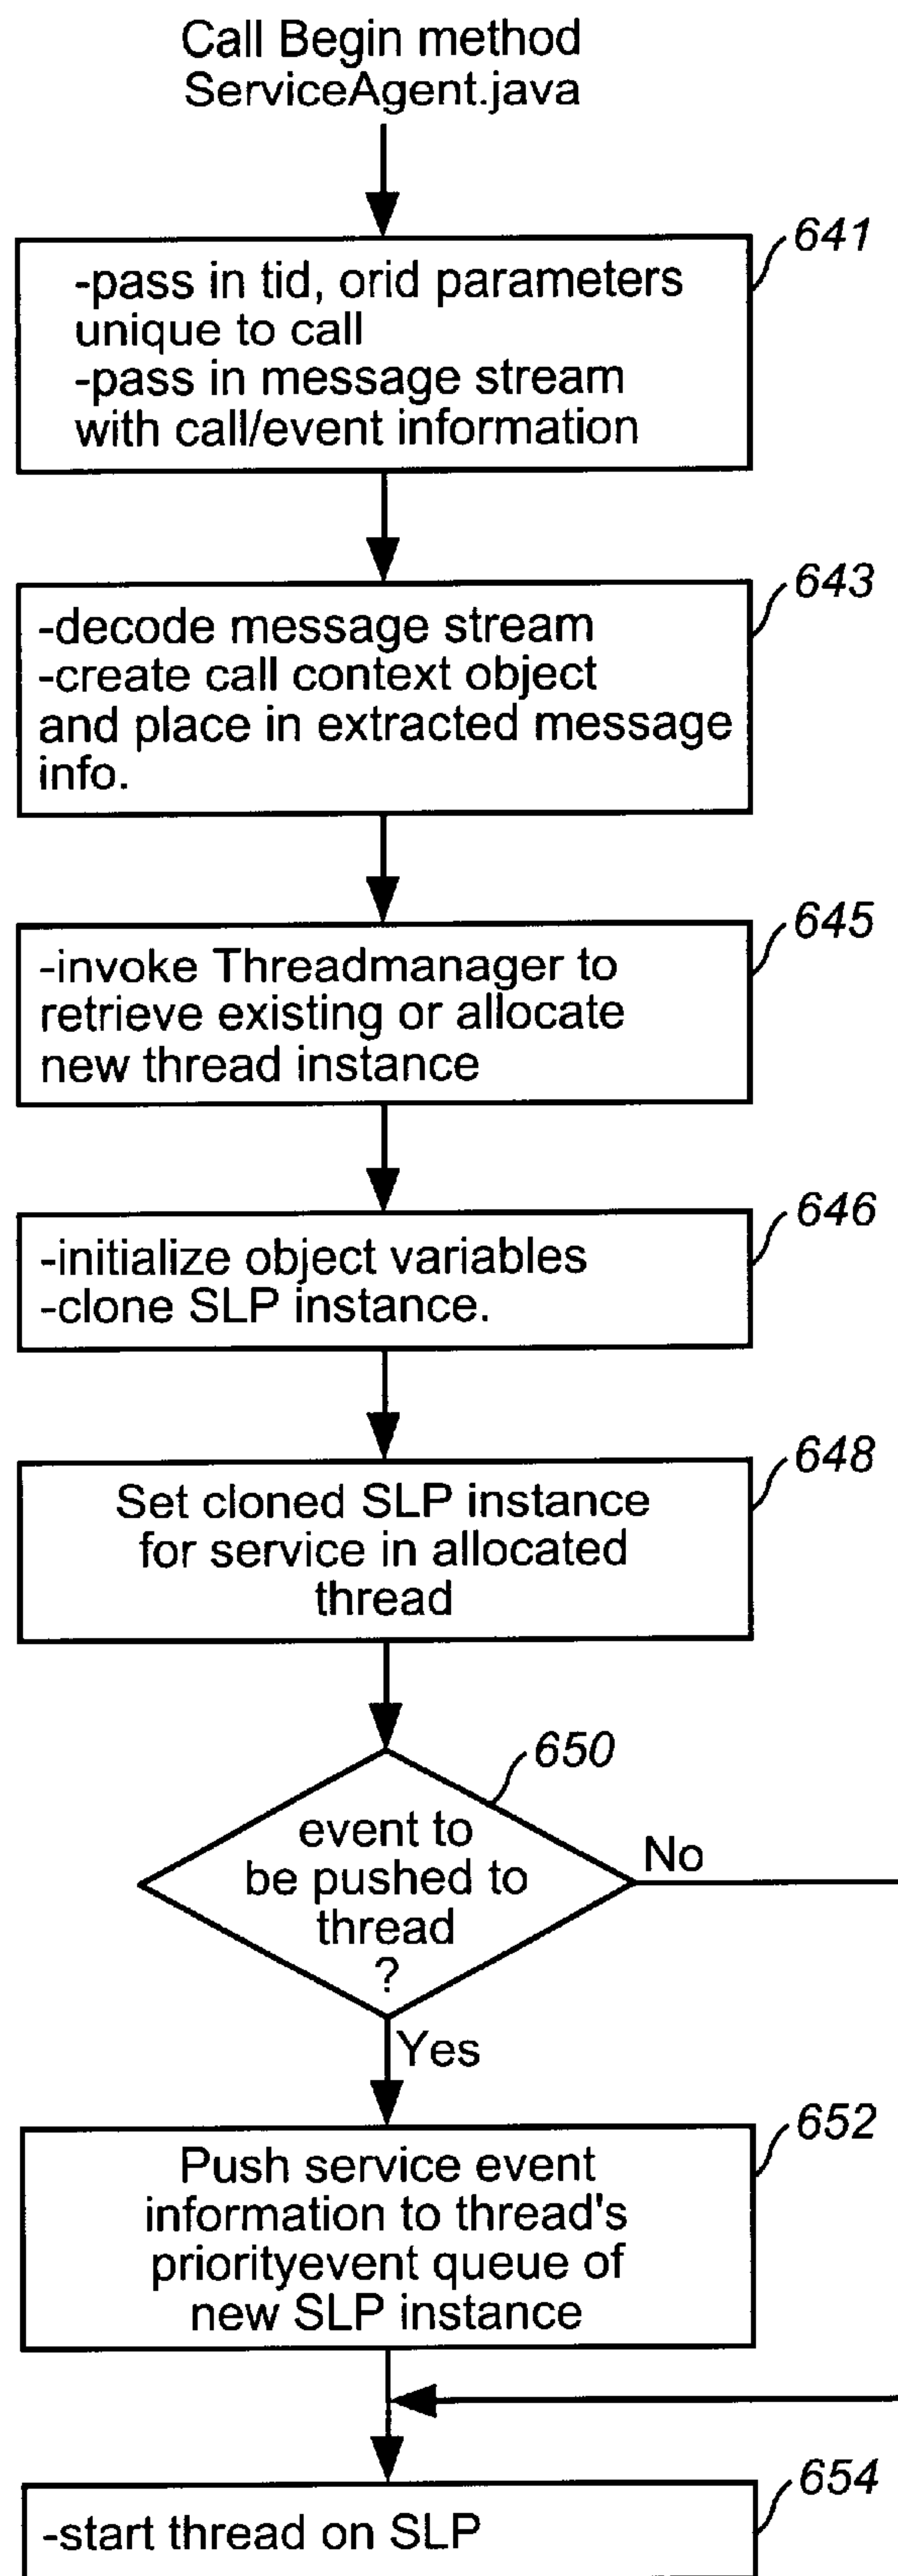 Call Begin method
ServiceAgent.java
641
-pass in tid, orid parameters
unique to call
-pass in message stream
with call/event information
643
-decode message stream
-create call context object
and place in extracted message
info.
645
-invoke Threadmanager to
retrieve existing or allocate
new thread instance
646
-initialize object variables
-clone SLP instance.
648
Set cloned SLP instance
for service in allocated
thread
650
event to
be pushed to
thread
?
No
Yes
652
Push service event
information to thread's
priorityevent queue of
new SLP instance
654
-start thread on SLP